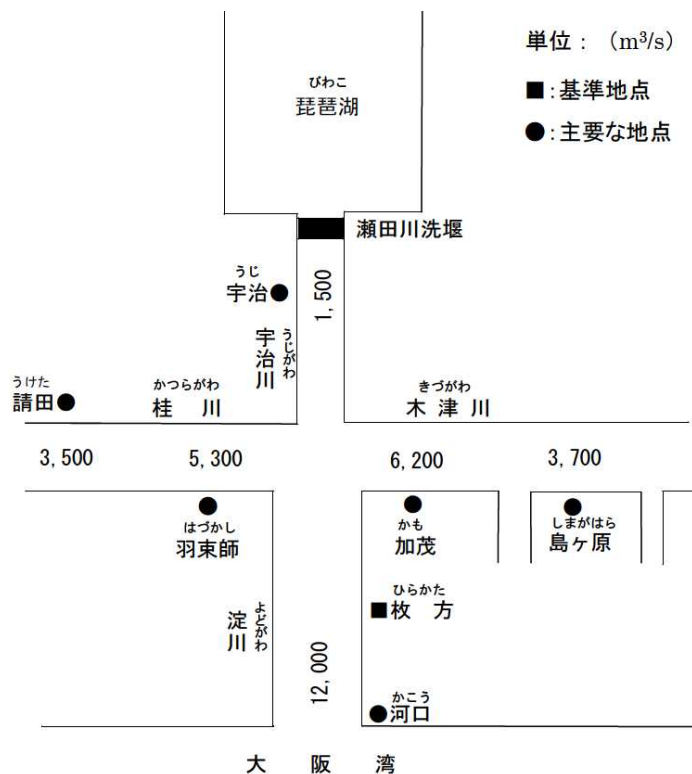 単位：（m³/s）
■:基準地点
●:主要な地点
びわこ
琵琶湖
瀬田川洗堰
うじ
宇治●
1,500
宇治川
うじがわ
うけた
請田●
かつらがわ
桂 川
きづがわ
木 津 川
3,500
5,300
6,200
3,700
はづかし
羽束師
かも
加茂
しまがはら
島ヶ原
ひらかた
■枚 方
淀川
よどがわ
12,000
かこう
●河口
大 阪 湾